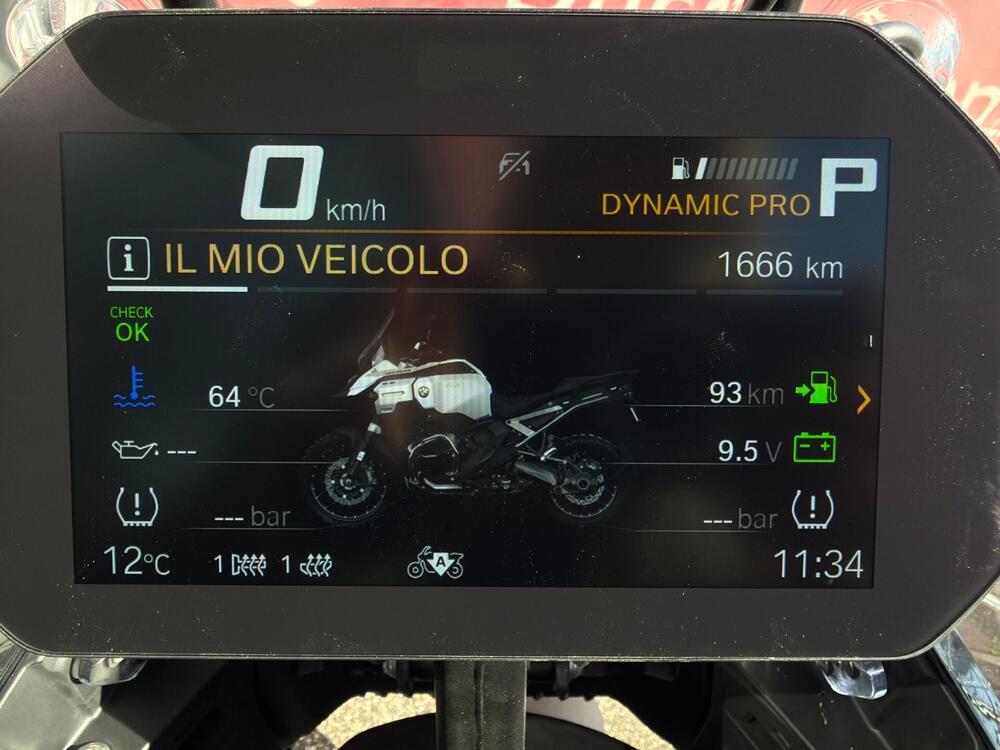 0 km/h
DYNAMIC PRO P
i IL MIO VEICOLO 1666 km
CHECK
OK
64 °C 93 km
--- 9.5 V
--- bar --- bar
12°C 1 1 A 11:34